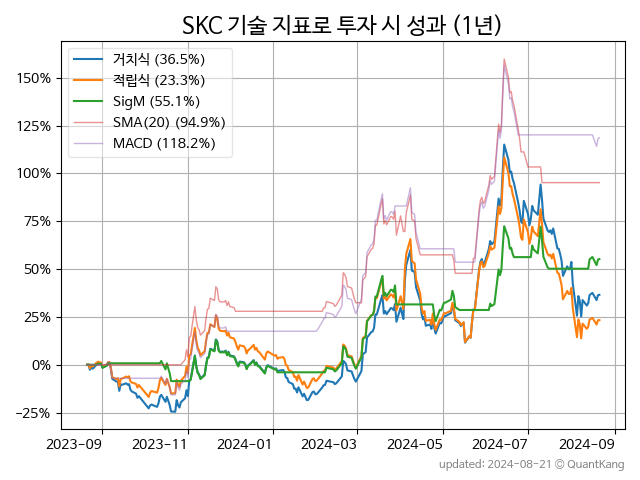 SKC 기술 지표로 투자 시 성과 (1년)
거치식 (36.5%)
적립식 (23.3%)
SigM (55.1%)
SMA(20) (94.9%)
MACD (118.2%)
150%
125%
100%
75%
50%
25%
0%
−25%
2023-09 2023-11 2024-01 2024-03 2024-05 2024-07 2024-09
updated: 2024-08-21 © QuantKang